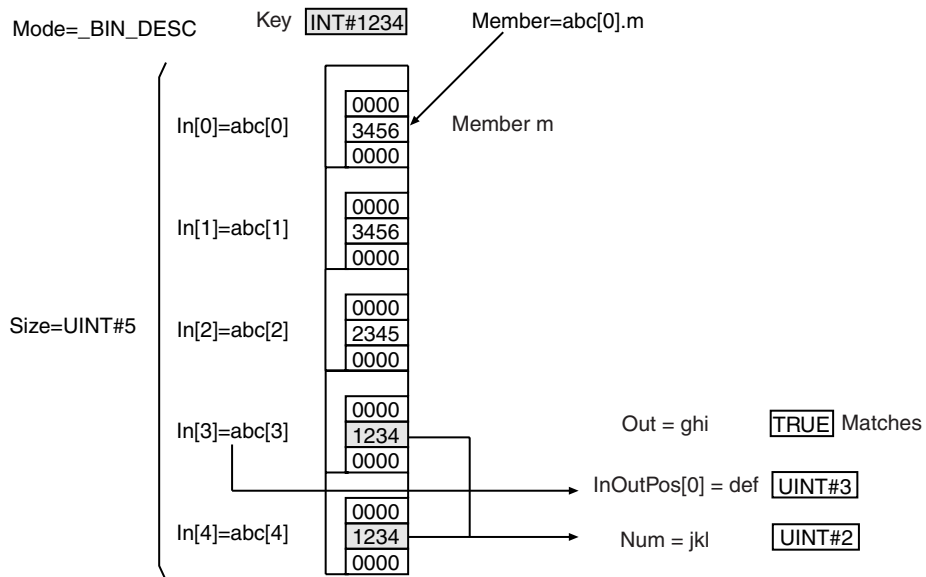 Mode=_BIN_DESC Key INT#1234 Member=abc[0].m
0000
In[0]=abc[0] 3456 Member m
0000
0000
In[1]=abc[1] 3456
0000
0000
Size=UINT#5 In[2]=abc[2] 2345
0000
0000
In[3]=abc[3] 1234 Out = ghi TRUE Matches
0000
InOutPos[0] = def UINT#3
0000
In[4]=abc[4] 1234 Num = jkl UINT#2
0000